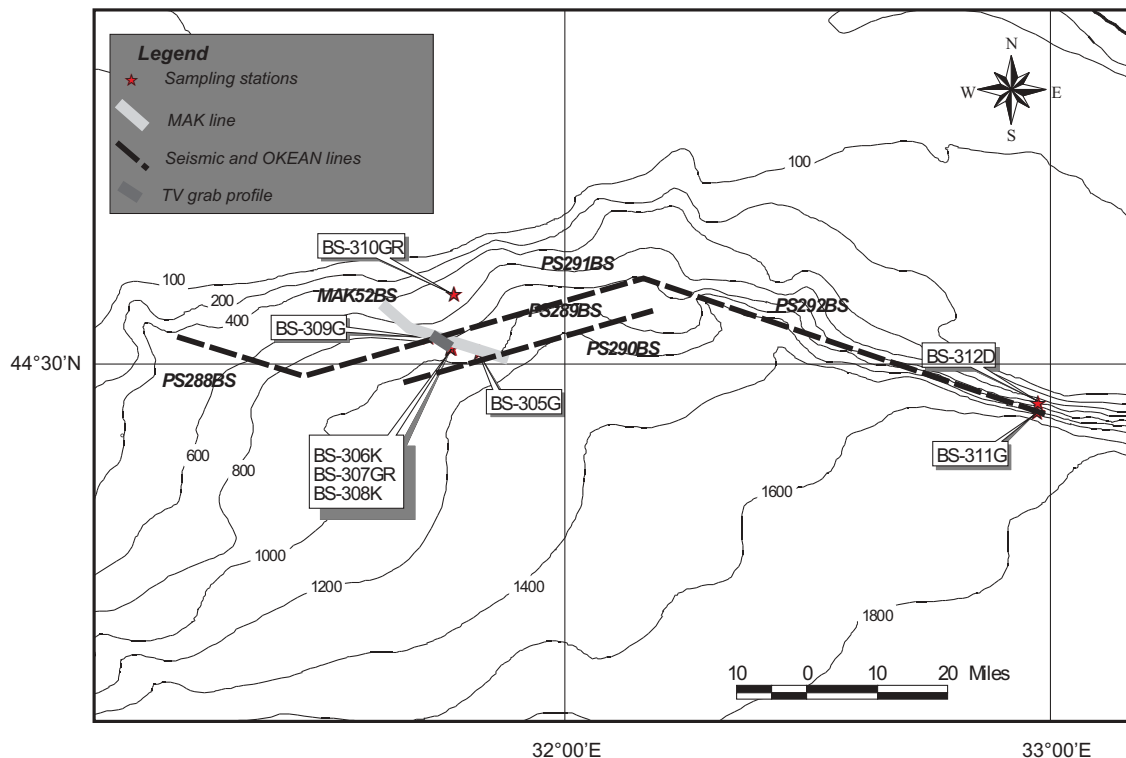 Legend
Sampling stations
MAK line
Seismic and OKEAN lines
TV grab profile
N
W E
S
100
BS-310GR
PS291BS
100
200
MAK52BS
PS292BS
400
PS289BS
BS-309G
PS290BS
BS-312D
44°30'N
PS288BS
BS-305G
600
800
BS-306K
BS-307GR
BS-308K
BS-311G
1600
1000
1200
1400
1800
10 0 10 20 Miles
32°00'E 33°00'E